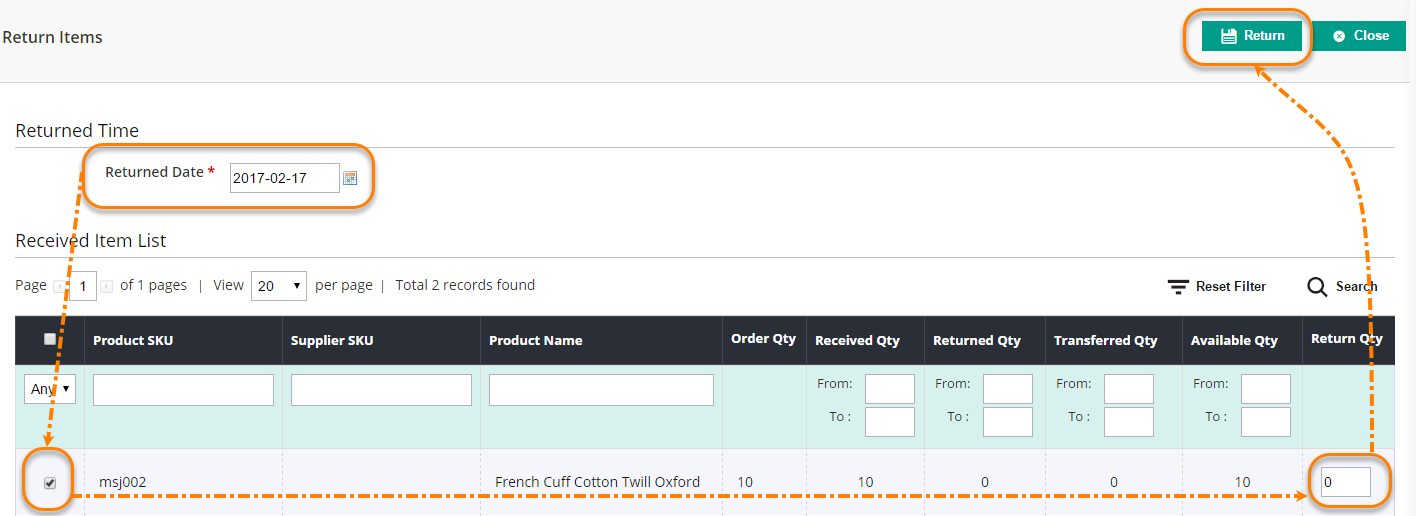 Return Items
Return
Close
Returned Time
Returned Date *
2017-02-17
Received Item List
Page 1 of 1 pages | View 20 per page | Total 2 records found
Reset Filter
Search
Product SKU Supplier SKU Product Name Order Qty Received Qty Returned Qty Transferred Qty Available Qty Return Qty
Any From: From: From: From:
To : To : To : To :
msj002 French Cuff Cotton Twill Oxford 10 10 0 0 10 0